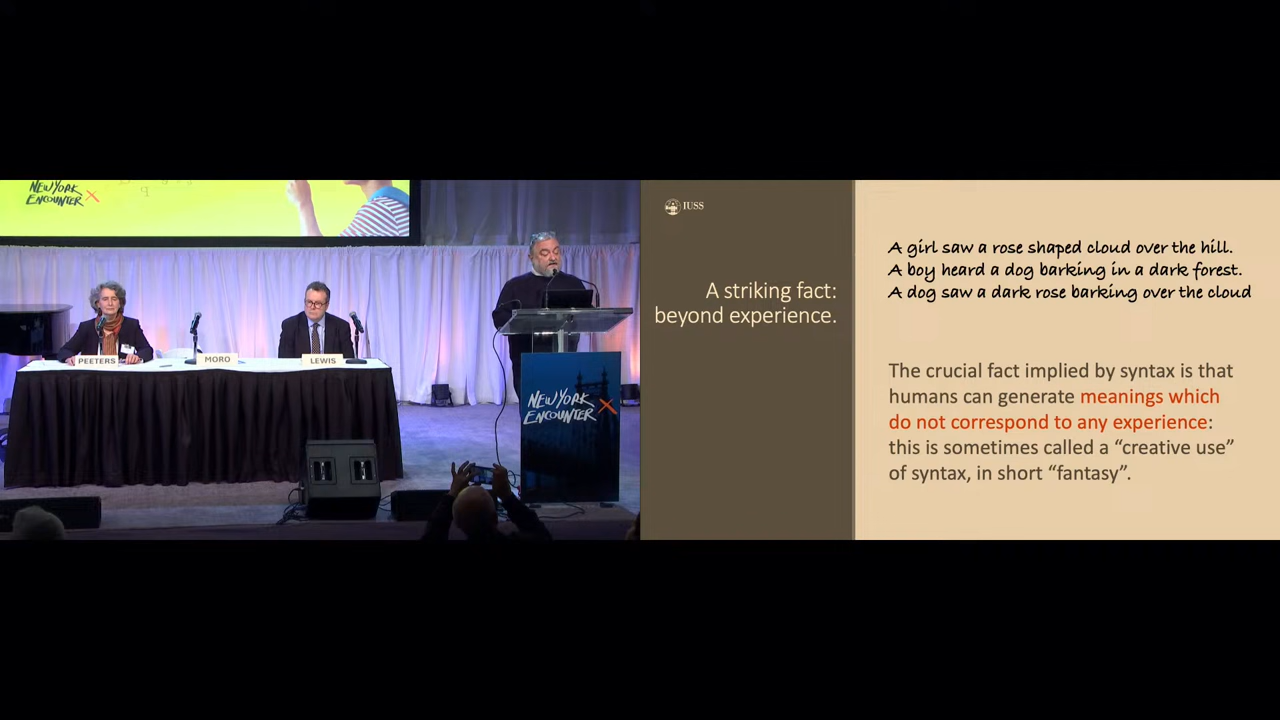 NEW YORK
ENCOUNTER
PEETERS
MORO
LEWIS
NEW YORK
ENCOUNTER
IUSS
A striking fact:
beyond experience.
A girl saw a rose shaped cloud over the hill.
A boy heard a dog barking in a dark forest.
A dog saw a dark rose barking over the cloud
The crucial fact implied by syntax is that
humans can generate meanings which
do not correspond to any experience:
this is sometimes called a “creative use”
of syntax, in short “fantasy”.